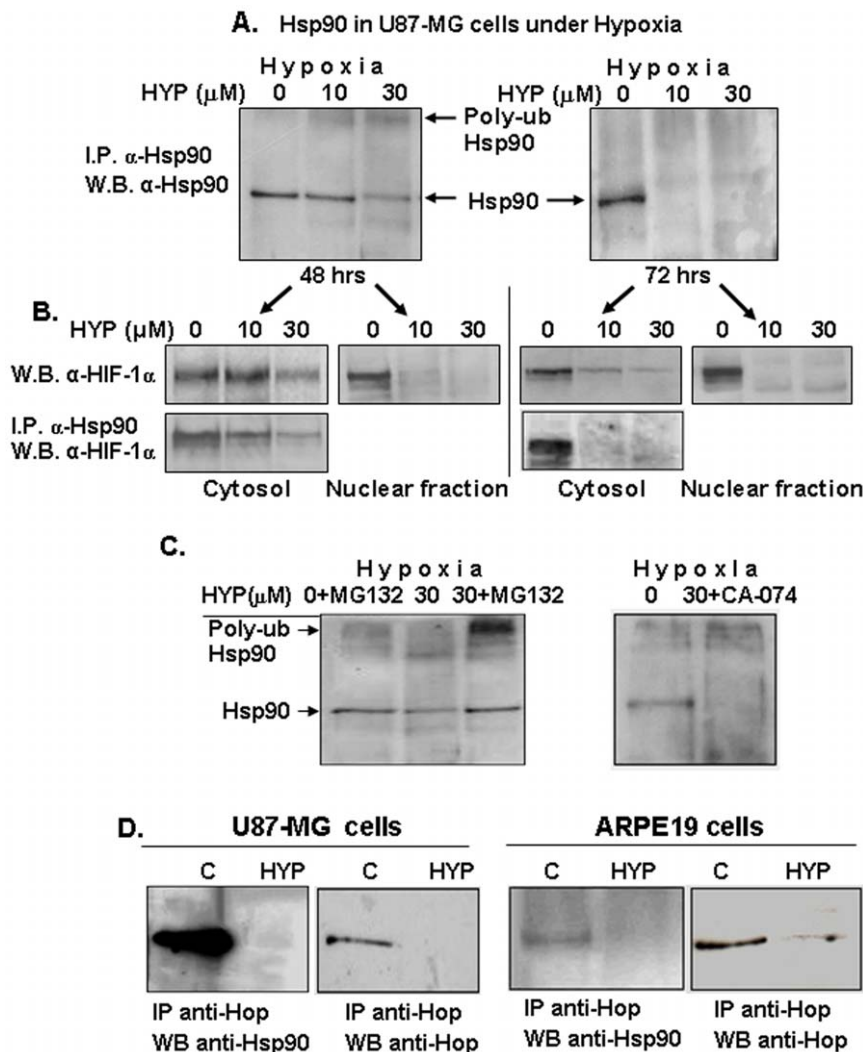 A. Hsp90 in U87-MG cells under Hypoxia
Hypoxia
HYP (μM) 0 10 30
I.P. α-Hsp90
W.B. α-Hsp90
Poly-ub
Hsp90
Hsp90
48 hrs
Hypoxia
HYP (μM) 0 10 30
72 hrs
B.
HYP (μM) 0 10 30 0 10 30 0 10 30 0 10 30
W.B. α-HIF-1α
I.P. α-Hsp90
W.B. α-HIF-1α
Cytosol Nuclear fraction Cytosol Nuclear fraction
C.
Hypoxia
HYP(μM) 0+MG132 30 30+MG132
Poly-ub
Hsp90
Hsp90
HypoxIa
0 30+CA-074
D.
U87-MG cells ARPE19 cells
C HYP C HYP C HYP C HYP
IP anti-Hop IP anti-Hop IP anti-Hop IP anti-Hop
WB anti-Hsp90 WB anti-Hop WB anti-Hsp90 WB anti-Hop